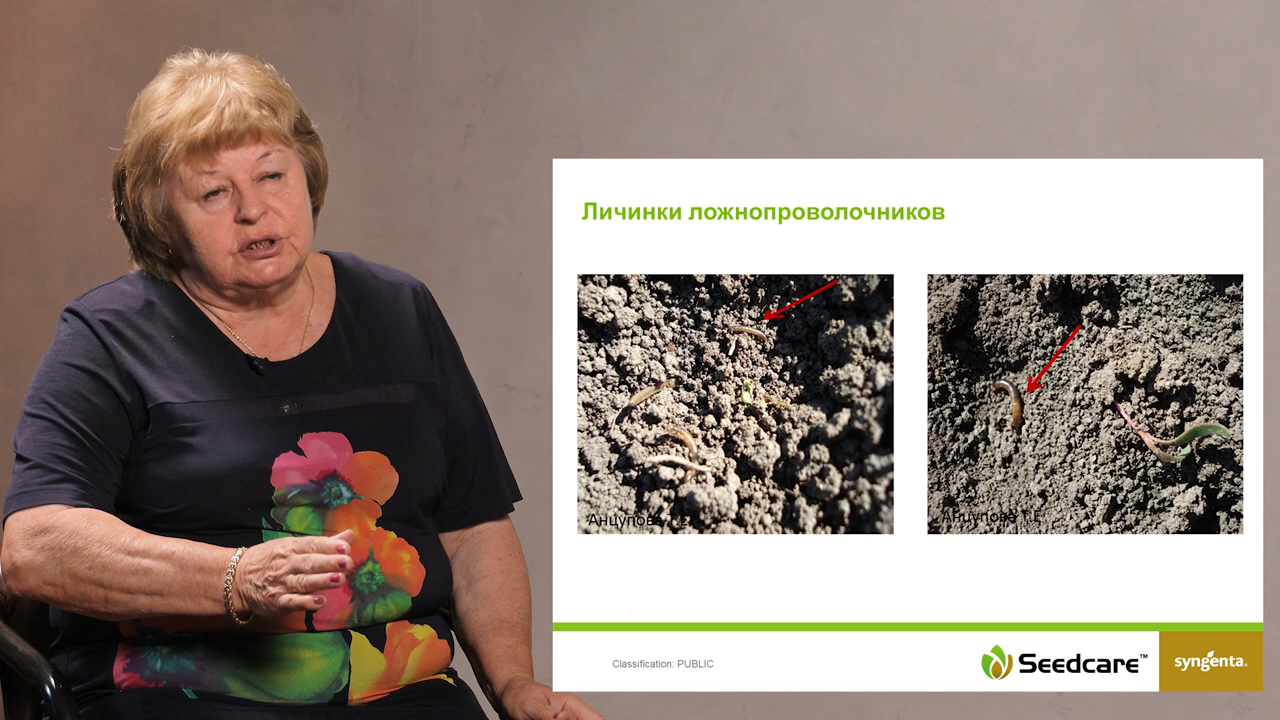 Личинки ложнопроволочников
Анцупова Т.Е.
Анцупова Т.Е.
Classification: PUBLIC
Seedcare™
syngenta®